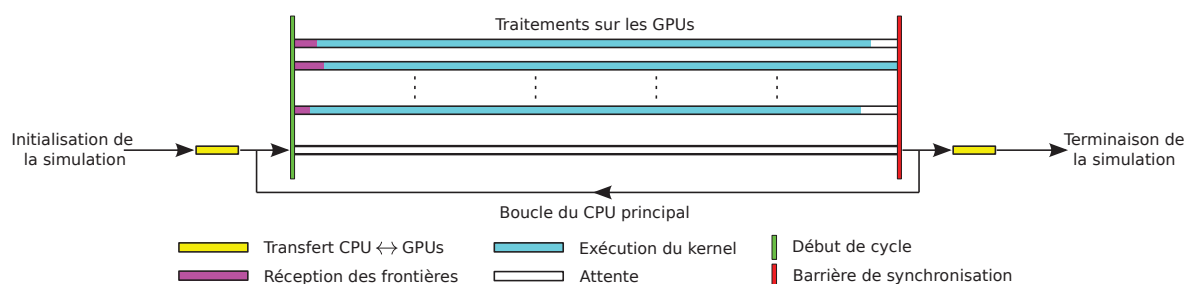 Traitements sur les GPUs
Initialisation de
la simulation
Terminaison de
la simulation
Boucle du CPU principal
Transfert CPU ↔ GPUs
Exécution du kernel
Début de cycle
Réception des frontières
Attente
Barrière de synchronisation